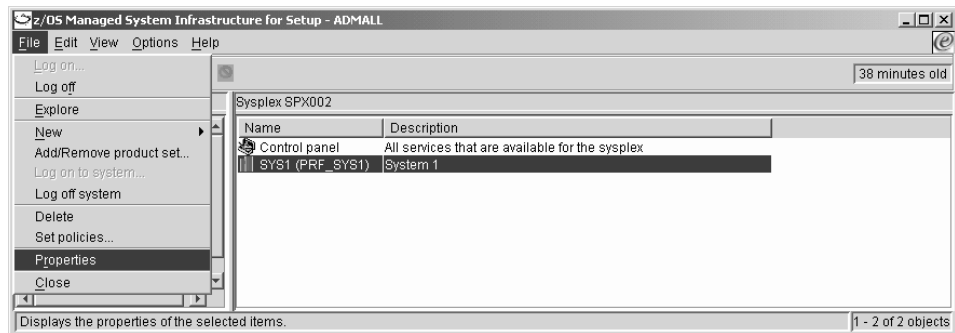 z/OS Managed System Infrastructure for Setup - ADMALL
File Edit View Options Help
Log on...
Log off
Explore
New
Add/Remove product set...
Log on to system...
Log off system
Delete
Set policies...
Properties
Close
38 minutes old
Sysplex SPX002
Name Description
Control panel All services that are available for the sysplex
SYS1 (PRF_SYS1) System 1
Displays the properties of the selected items.
1 - 2 of 2 objects